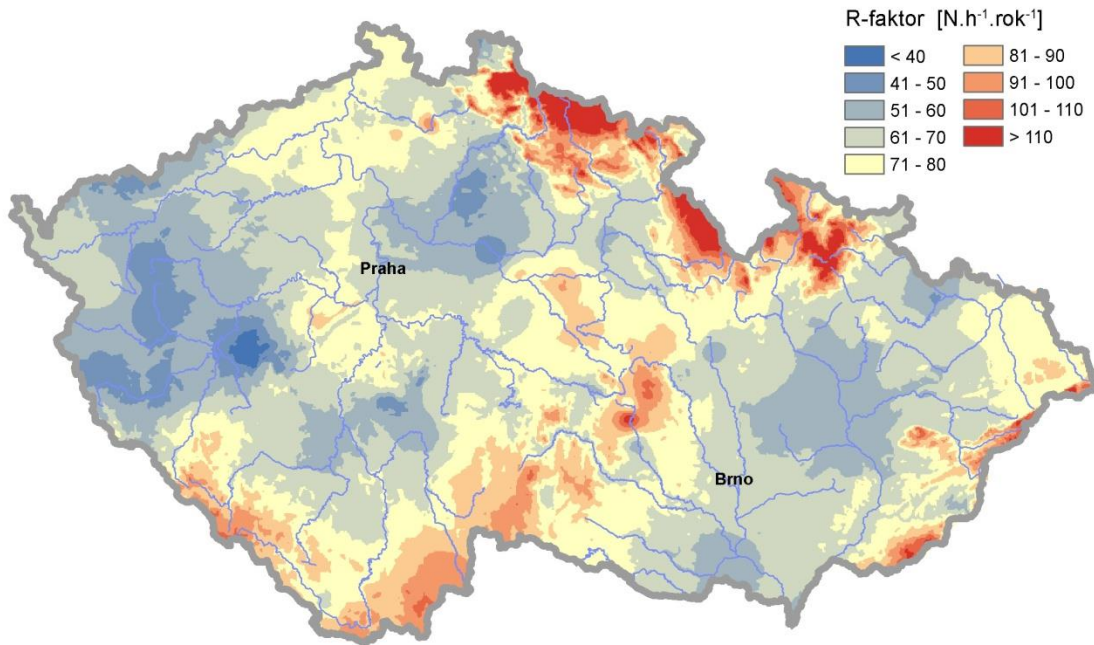 R-faktor [N.h⁻¹.rok⁻¹]
< 40
41 - 50
51 - 60
61 - 70
71 - 80
81 - 90
91 - 100
101 - 110
> 110
Praha
Brno